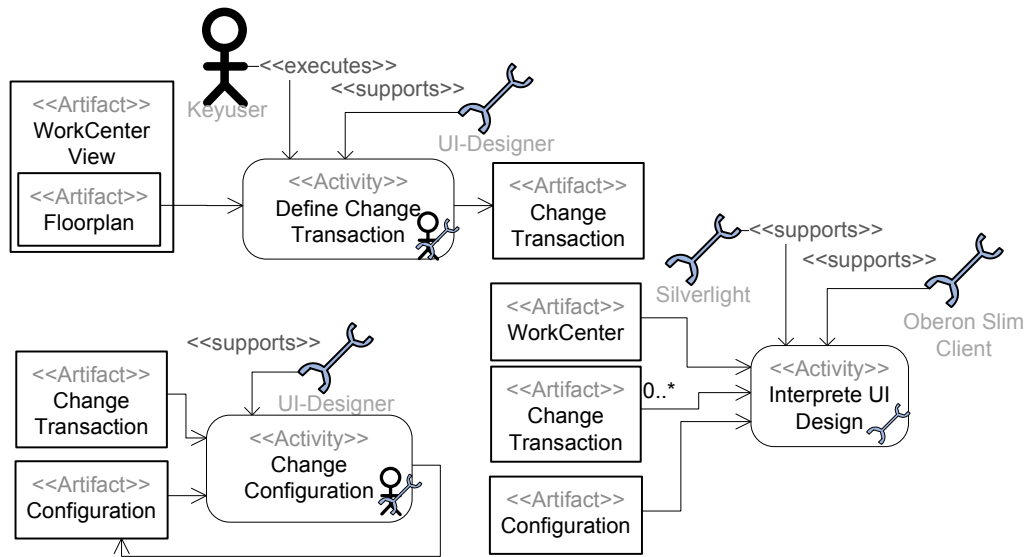 <<executes>>
<<supports>>
Keyuser
UI-Designer
<<Artifact>>
WorkCenter
View
<<Artifact>>
Floorplan
<<Activity>>
Define Change
Transaction
<<Artifact>>
Change
Transaction
<<supports>>
<<supports>>
Silverlight
Oberon Slim
Client
<<Artifact>>
WorkCenter
<<Artifact>>
Change
Transaction
0..*
<<Artifact>>
Configuration
<<Activity>>
Interprete UI
Design
<<supports>>
UI-Designer
<<Artifact>>
Change
Transaction
<<Artifact>>
Configuration
<<Activity>>
Change
Configuration